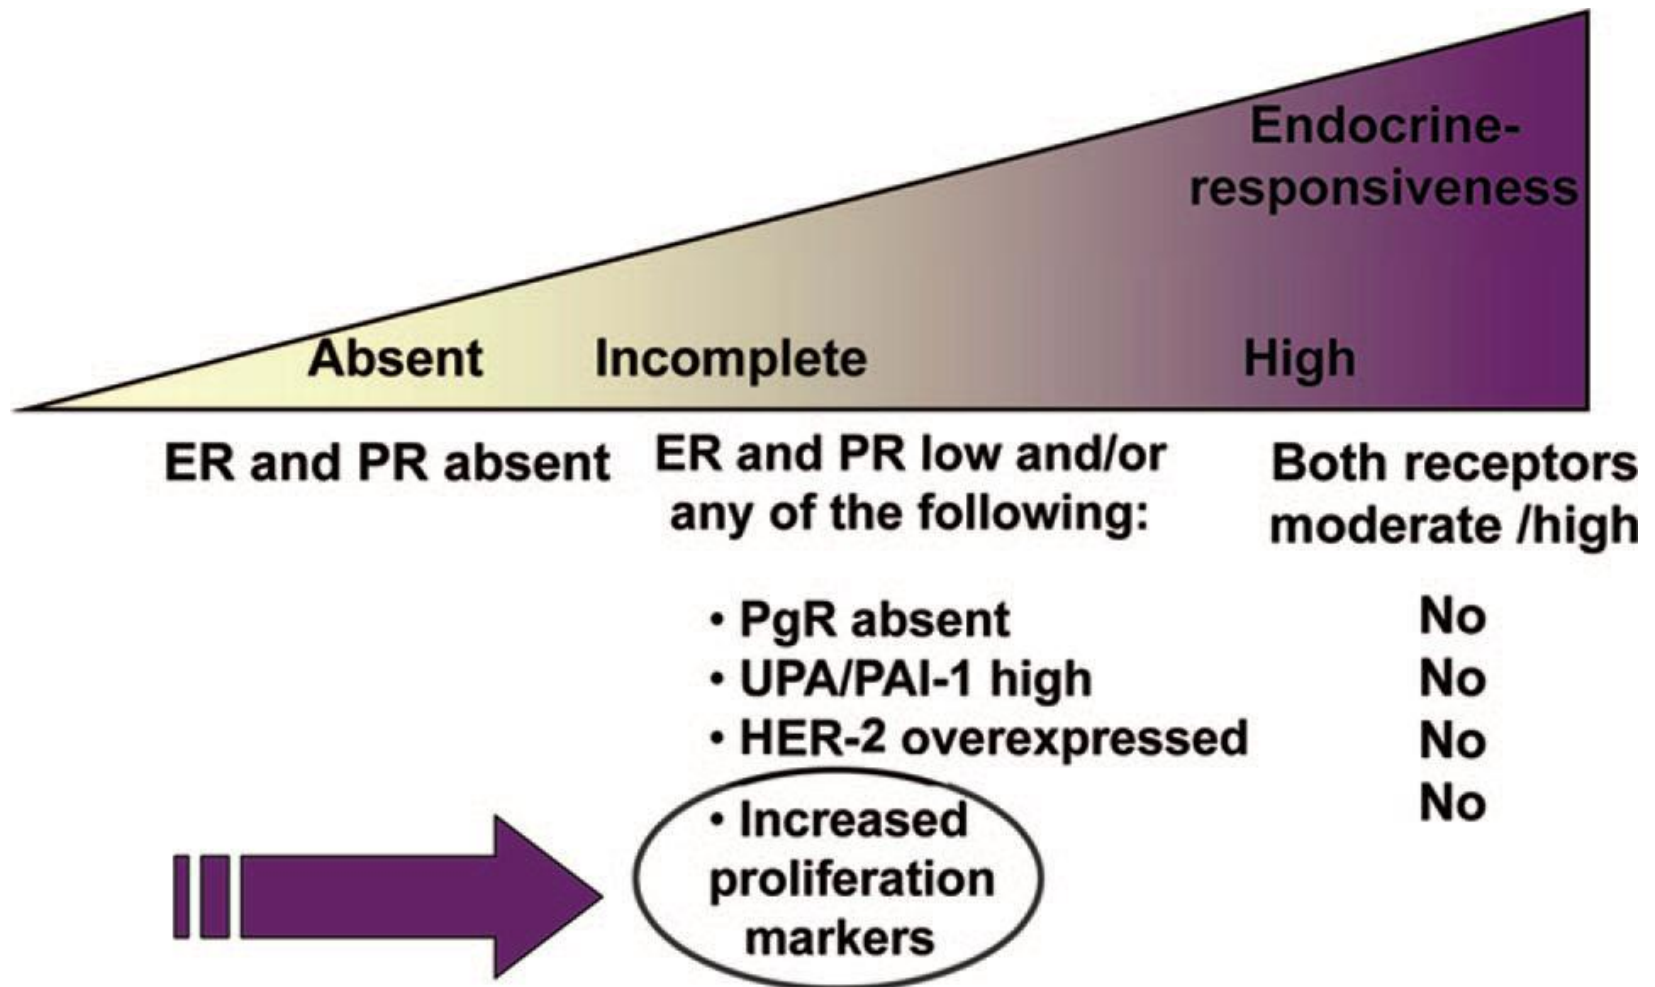 Endocrine-
responsiveness
Absent Incomplete High
ER and PR absent
ER and PR low and/or
any of the following:
Both receptors
moderate /high
• PgR absent No
• UPA/PAI-1 high No
• HER-2 overexpressed No
• Increased No
proliferation
markers